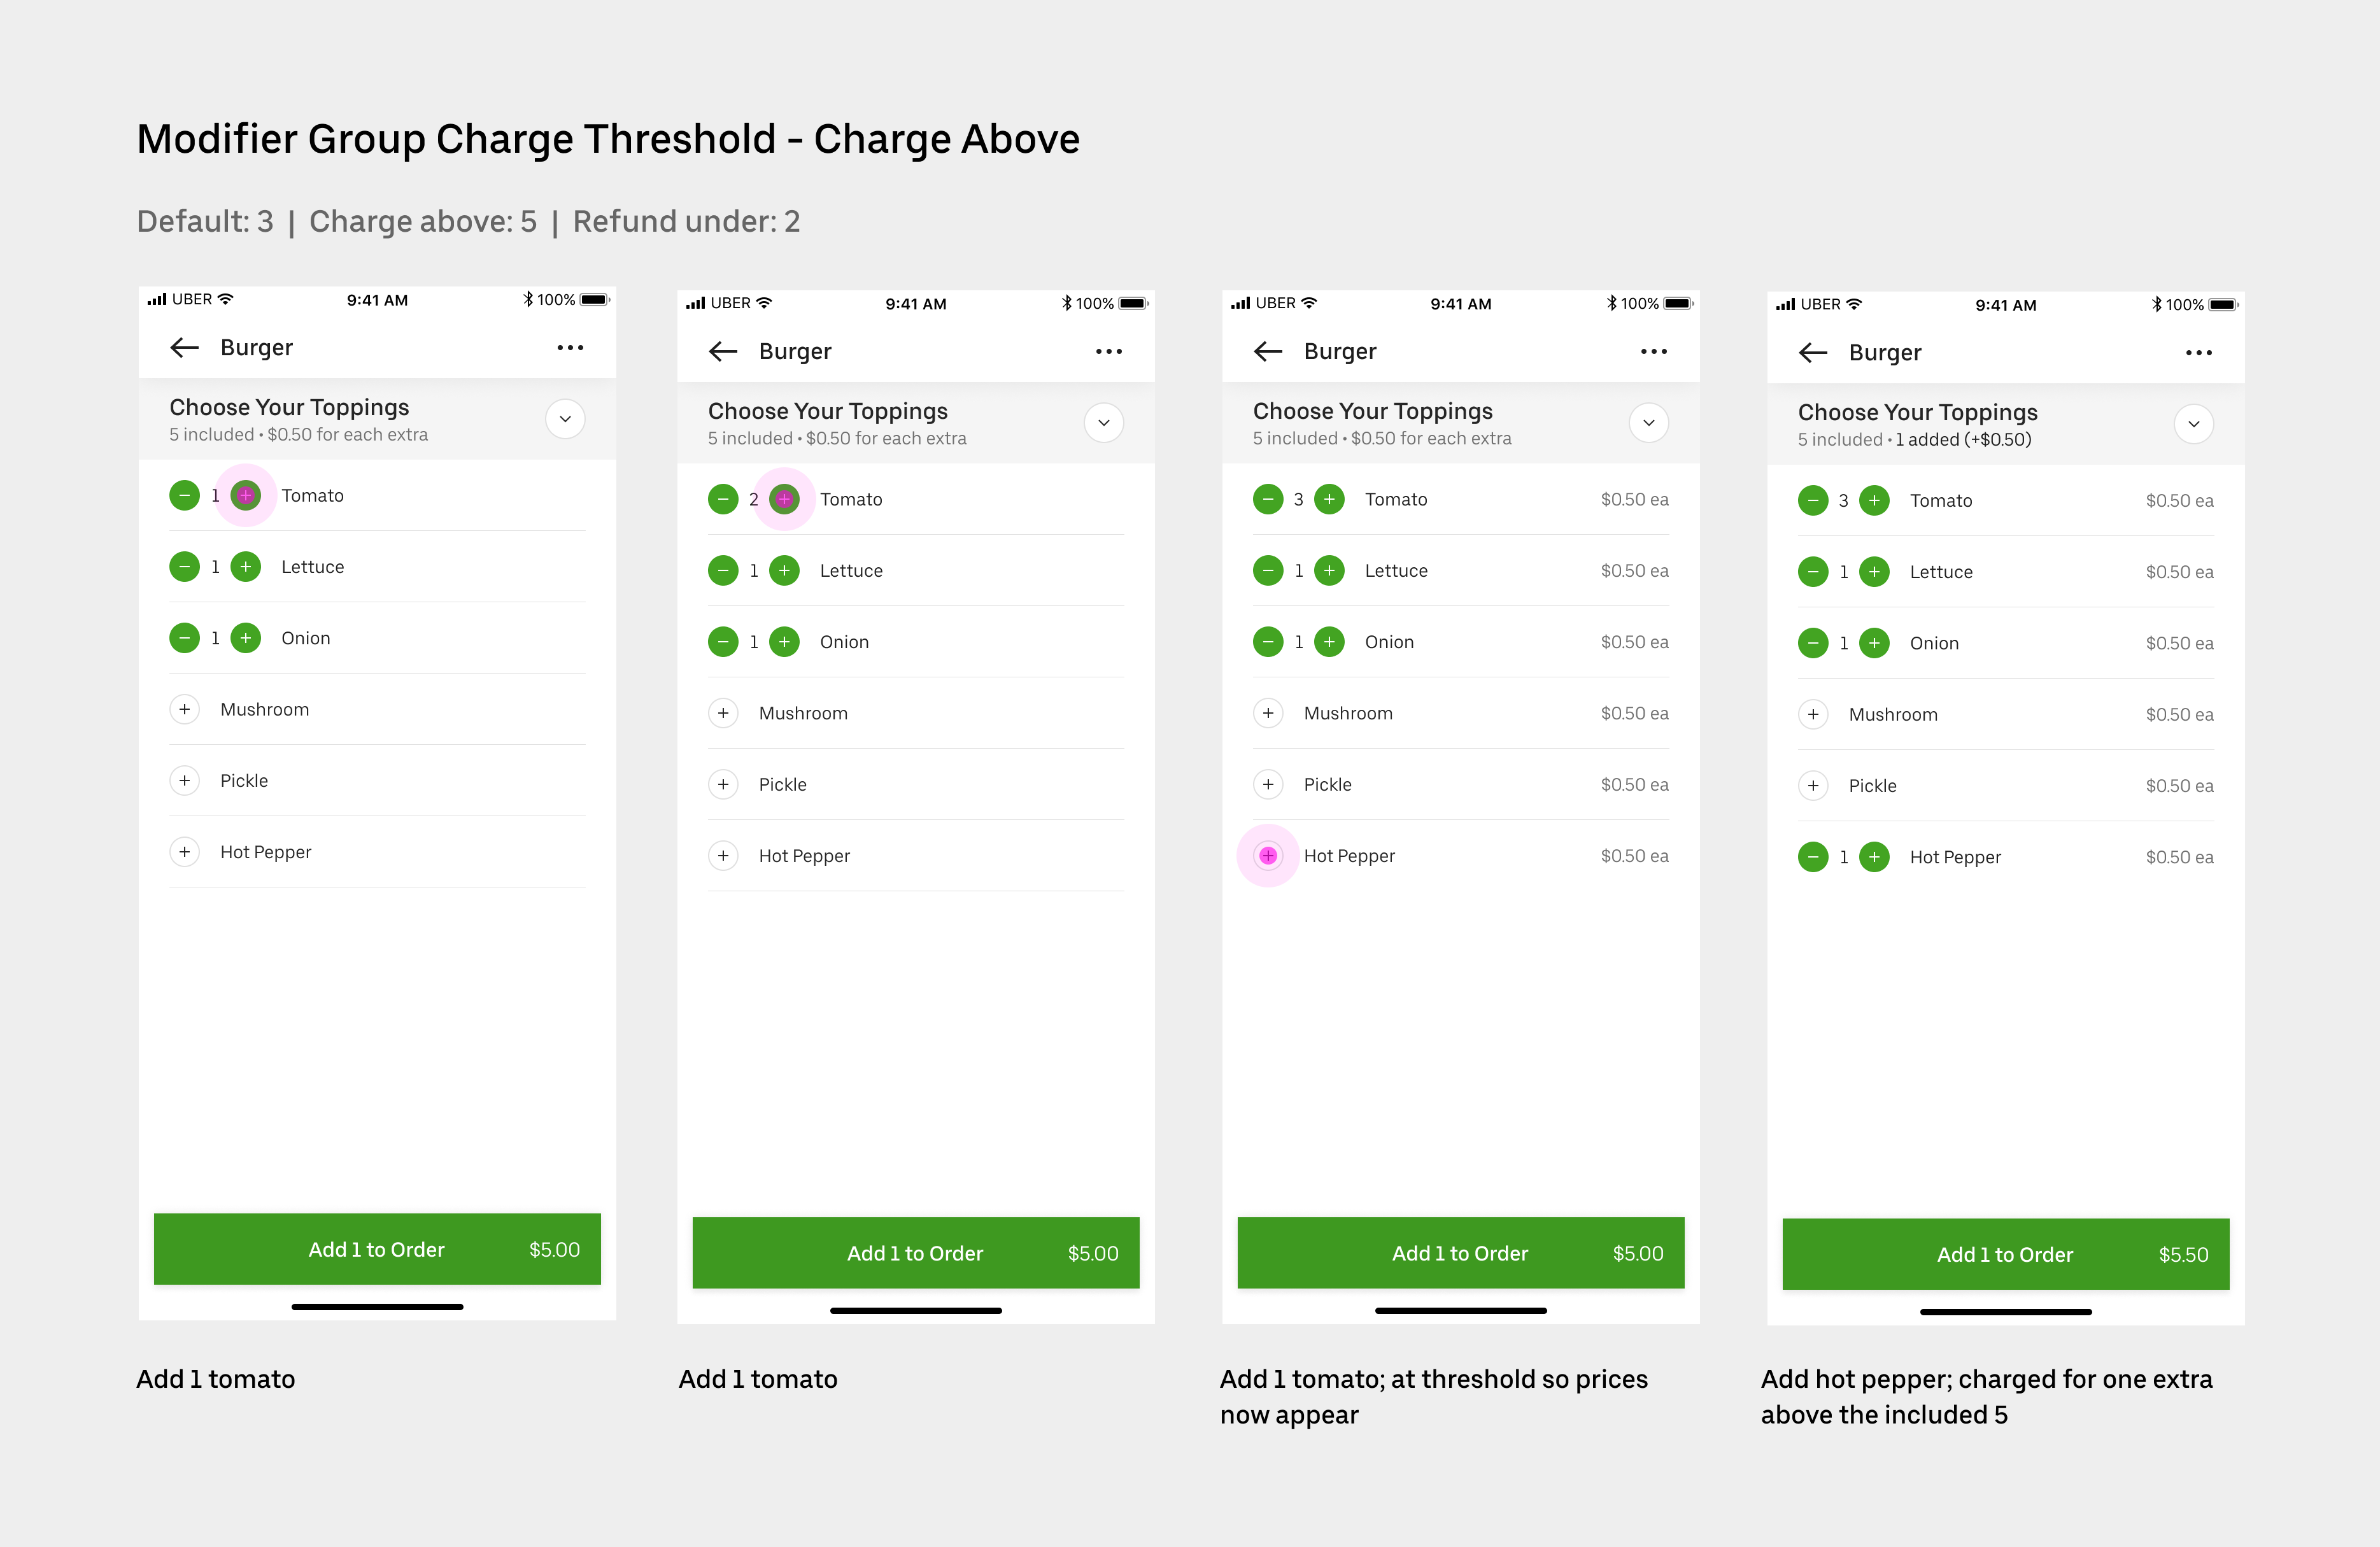 Modifier Group Charge Threshold - Charge Above
Default: 3 | Charge above: 5 | Refund under: 2
UBER 9:41 AM 100%
Burger
Choose Your Toppings
5 included • $0.50 for each extra
1 Tomato
1 Lettuce
1 Onion
Mushroom
Pickle
Hot Pepper
Add 1 to Order $5.00
Add 1 tomato
UBER 9:41 AM 100%
Burger
Choose Your Toppings
5 included • $0.50 for each extra
2 Tomato
1 Lettuce
1 Onion
Mushroom
Pickle
Hot Pepper
Add 1 to Order $5.00
Add 1 tomato
UBER 9:41 AM 100%
Burger
Choose Your Toppings
5 included • $0.50 for each extra
3 Tomato $0.50 ea
1 Lettuce $0.50 ea
1 Onion $0.50 ea
Mushroom $0.50 ea
Pickle $0.50 ea
Hot Pepper $0.50 ea
Add 1 to Order $5.00
Add 1 tomato; at threshold so prices
now appear
UBER 9:41 AM 100%
Burger
Choose Your Toppings
5 included • 1 added (+$0.50)
3 Tomato $0.50 ea
1 Lettuce $0.50 ea
1 Onion $0.50 ea
Mushroom $0.50 ea
Pickle $0.50 ea
1 Hot Pepper $0.50 ea
Add 1 to Order $5.50
Add hot pepper; charged for one extra
above the included 5